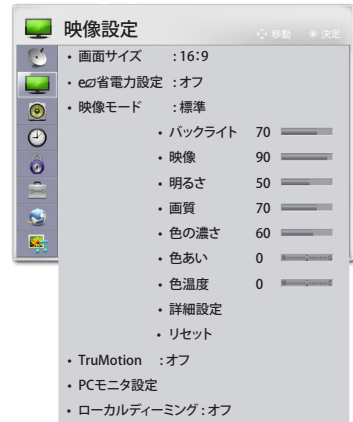 映像設定
移動 決定
• 画面サイズ : 16:9
• e省電力設定 : オフ
• 映像モード : 標準
• バックライト 70
• 映像 90
• 明るさ 50
• 画質 70
• 色の濃さ 60
• 色あい 0
• 色温度 0
• 詳細設定
• リセット
• TruMotion : オフ
• PCモニタ設定
• ローカルディーミング : オフ